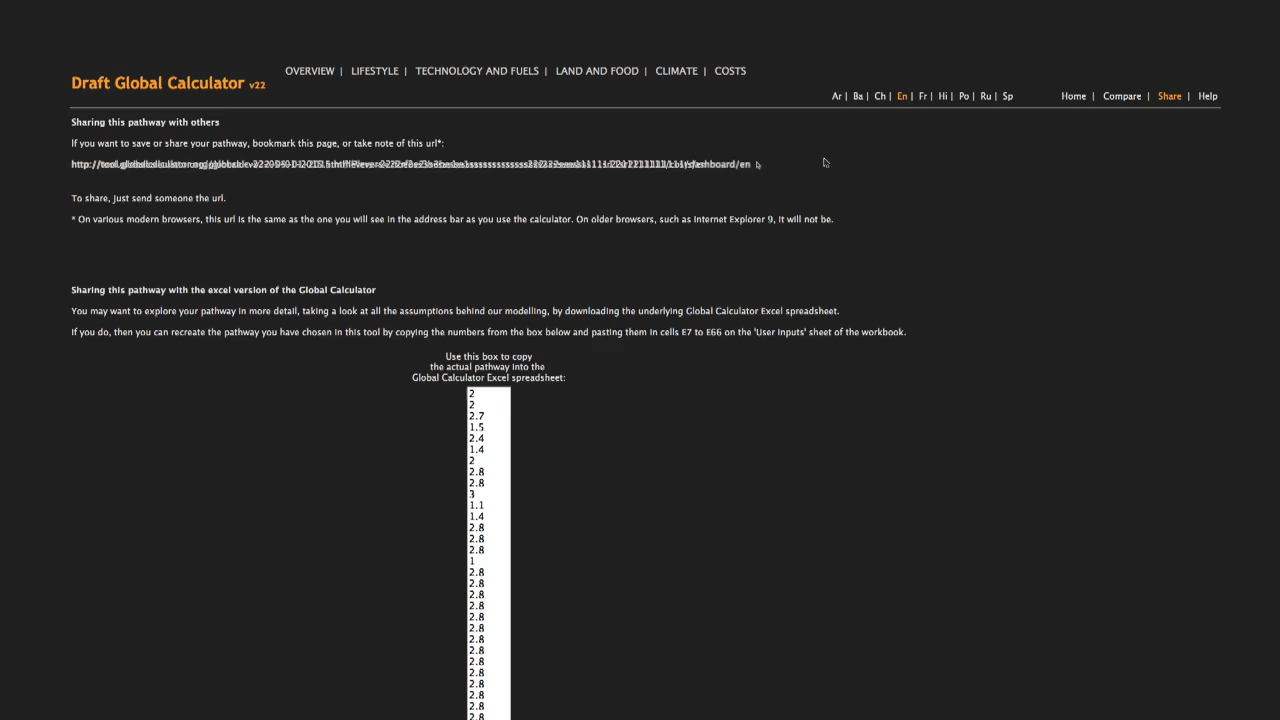 OVERVIEW | LIFESTYLE | TECHNOLOGY AND FUELS | LAND AND FOOD | CLIMATE | COSTS
Draft Global Calculator v22
Ar | Ba | Ch | En | Fr | Hi | Po | Ru | Sp
Home | Compare | Share | Help
Sharing this pathway with others
If you want to save or share your pathway, bookmark this page, or take note of this url*:
To share, just send someone the url.
* On various modern browsers, this url is the same as the one you will see in the address bar as you use the calculator. On older browsers, such as Internet Explorer 9, it will not be.
Sharing this pathway with the excel version of the Global Calculator
You may want to explore your pathway in more detail, taking a look at all the assumptions behind our modelling, by downloading the underlying Global Calculator Excel spreadsheet.
If you do, then you can recreate the pathway you have chosen in this tool by copying the numbers from the box below and pasting them in cells E7 to E66 on the 'User Inputs' sheet of the workbook.
Use this box to copy
the actual pathway into the
Global Calculator Excel spreadsheet:
2
2
2.7
1.5
2.4
1.4
2
2.8
2.8
3
1.1
1.4
2.8
2.8
2.8
1
2.8
2.8
2.8
2.8
2.8
2.8
2.8
2.8
2.8
2.8
2.8
2.8
2.8
2.8